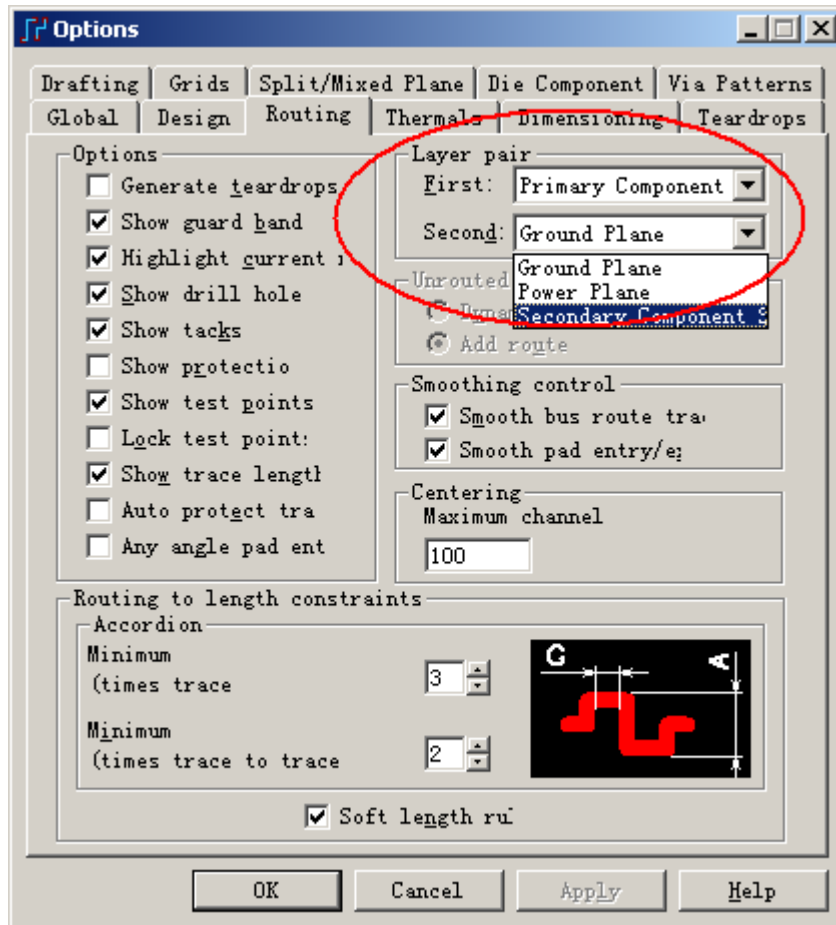 Options
Drafting Grids Split/Mixed Plane Die Component Via Patterns
Global Design Routing Thermals Dimensioning Teardrops
Options
Generate teardrops
Show guard band
Highlight current
Show drill hole
Show tacks
Show protectio
Show test points
Lock test point:
Show trace lengtl
Auto protect tra
Any angle pad ent
Layer pair
First: Primary Component
Second: Ground Plane
Ground Plane
Power Plane
Secondary Component S
Unrouted
Dyna
Add route
Smoothing control
Smooth bus route tra
Smooth pad entry/e
Centering
Maximum channel
100
Routing to length constraints
Accordion
Minimum
(times trace
3
Minimum
(times trace to trace
2
G
A
Soft length ru
OK Cancel Apply Help